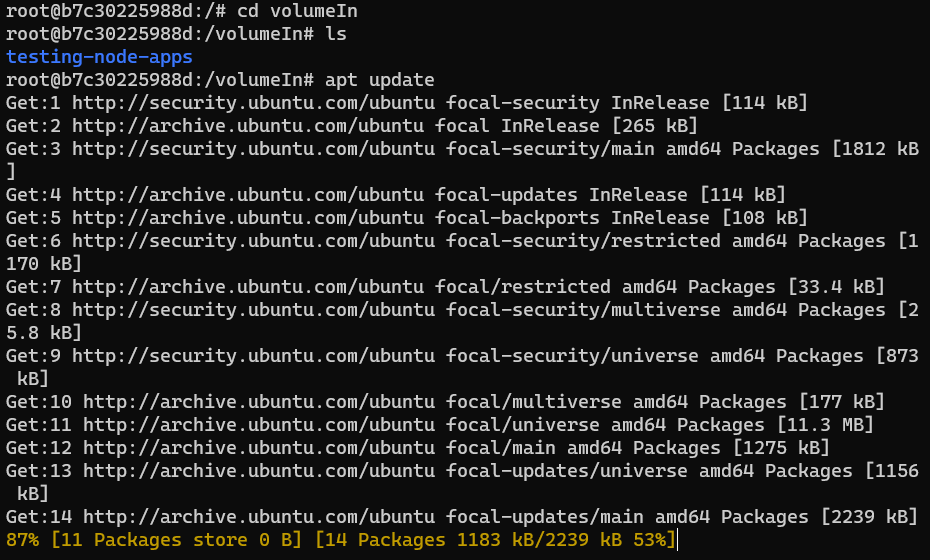 root@b7c30225988d:/# cd volumeIn
root@b7c30225988d:/volumeIn# ls
testing-node-apps
root@b7c30225988d:/volumeIn# apt update
Get:1 http://security.ubuntu.com/ubuntu focal-security InRelease [114 kB]
Get:2 http://archive.ubuntu.com/ubuntu focal InRelease [265 kB]
Get:3 http://security.ubuntu.com/ubuntu focal-security/main amd64 Packages [1812 kB
]
Get:4 http://archive.ubuntu.com/ubuntu focal-updates InRelease [114 kB]
Get:5 http://archive.ubuntu.com/ubuntu focal-backports InRelease [108 kB]
Get:6 http://security.ubuntu.com/ubuntu focal-security/restricted amd64 Packages [1
170 kB]
Get:7 http://archive.ubuntu.com/ubuntu focal/restricted amd64 Packages [33.4 kB]
Get:8 http://security.ubuntu.com/ubuntu focal-security/multiverse amd64 Packages [2
5.8 kB]
Get:9 http://security.ubuntu.com/ubuntu focal-security/universe amd64 Packages [873
 kB]
Get:10 http://archive.ubuntu.com/ubuntu focal/multiverse amd64 Packages [177 kB]
Get:11 http://archive.ubuntu.com/ubuntu focal/universe amd64 Packages [11.3 MB]
Get:12 http://archive.ubuntu.com/ubuntu focal/main amd64 Packages [1275 kB]
Get:13 http://archive.ubuntu.com/ubuntu focal-updates/universe amd64 Packages [1156
 kB]
Get:14 http://archive.ubuntu.com/ubuntu focal-updates/main amd64 Packages [2239 kB]
87% [11 Packages store 0 B] [14 Packages 1183 kB/2239 kB 53%]